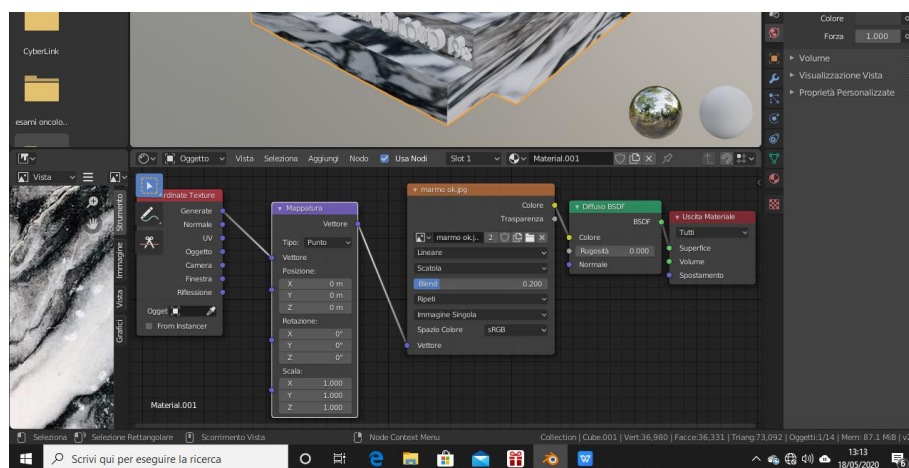 Colore
Forza 1.000
Volume
Visualizzazione Vista
Proprietà Personalizzate
CyberLink
esami oncolo..
Oggetto Vista Seleziona Aggiungi Nodo Usa Nodi Slot 1 Material.001
Vista
Strumento
Immagine
Vista
Grafici
rdinate Texture
Generate
Normale
UV
Oggetto
Camera
Finestra
Riflessione
Ogget
From Instancer
Mappatura
Vettore
Tipo: Punto
Vettore
Posizione:
X 0 m
Y 0 m
Z 0 m
Rotazione:
X 0°
Y 0°
Z 0°
Scala:
X 1.000
Y 1.000
Z 1.000
marmo ok.jpg
Colore
Trasparenza
marmo ok.j.. 2
Lineare
Scatola
Blend 0.200
Ripeti
Immagine Singola
Spazio Colore sRGB
Vettore
Diffuso BSDF
BSDF
Colore
Rugosità 0.000
Normale
Uscita Materiale
Tutti
Superfice
Volume
Spostamento
Material.001
Seleziona Selezione Rettangolare Scorrimento Vista Node Context Menu Collection | Cube.001 | Vert:36,980 | Facce:36,331 | Triang:73,092 | Oggetti:1/14 | Mem: 87.1 MiB | v2
Scrivi qui per eseguire la ricerca
13:13
18/05/2020
6